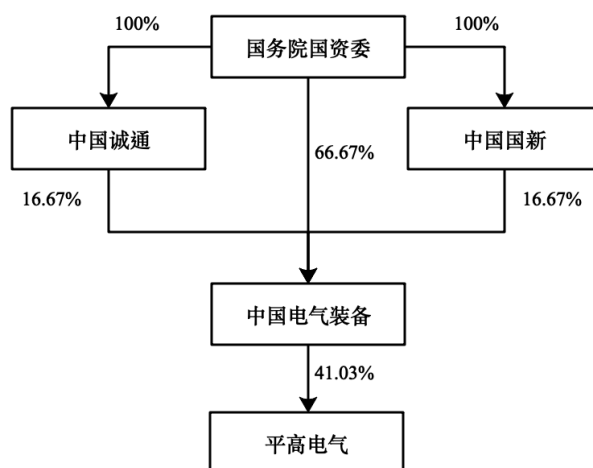 国务院国资委
100%
100%
中国诚通
中国国新
66.67%
16.67%
16.67%
中国电气装备
41.03%
平高电气